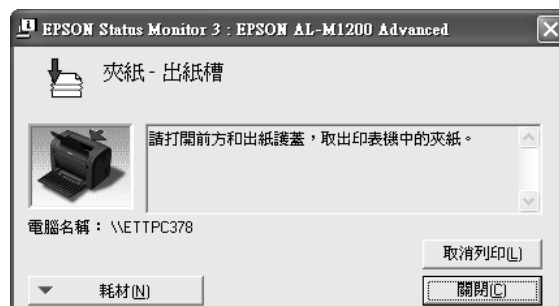 EPSON Status Monitor 3 : EPSON AL-M1200 Advanced
夾紙 - 出紙槽
請打開前方和出紙護蓋，取出印表機中的夾紙。
電腦名稱： \\ETTPC378
取消列印(L)
耗材(N)
關閉(C)